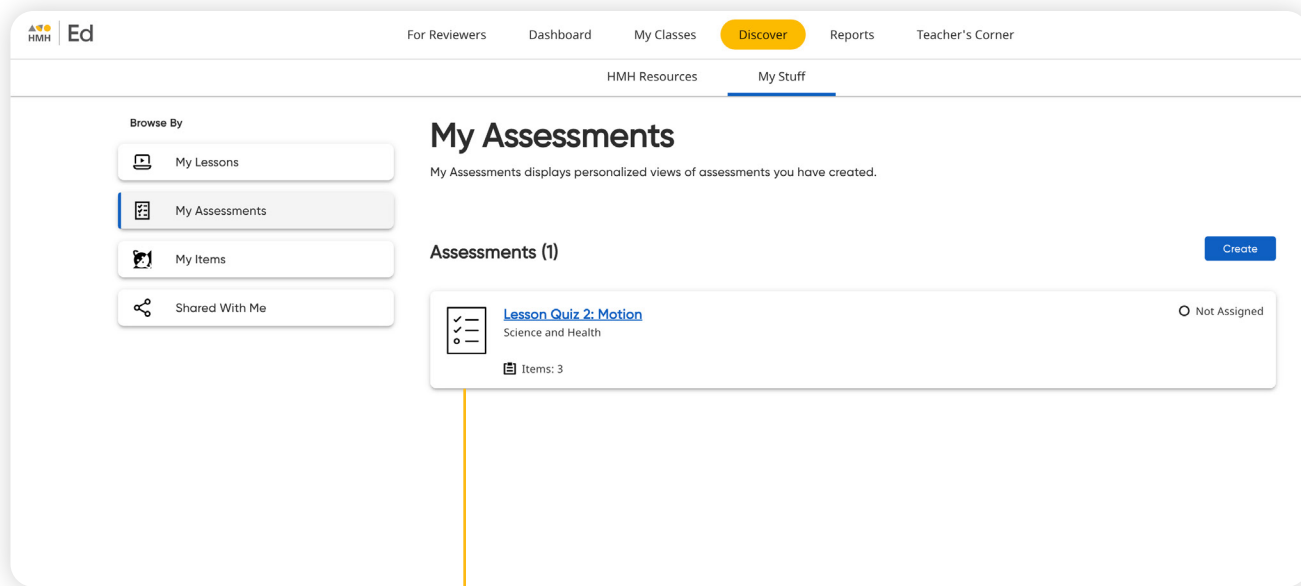 HMH Ed
For Reviewers Dashboard My Classes Discover Reports Teacher's Corner
HMH Resources My Stuff
Browse By
My Lessons
My Assessments
My Items
Shared With Me
My Assessments
My Assessments displays personalized views of assessments you have created.
Assessments (1)
Create
Lesson Quiz 2: Motion
Not Assigned
Science and Health
Items: 3